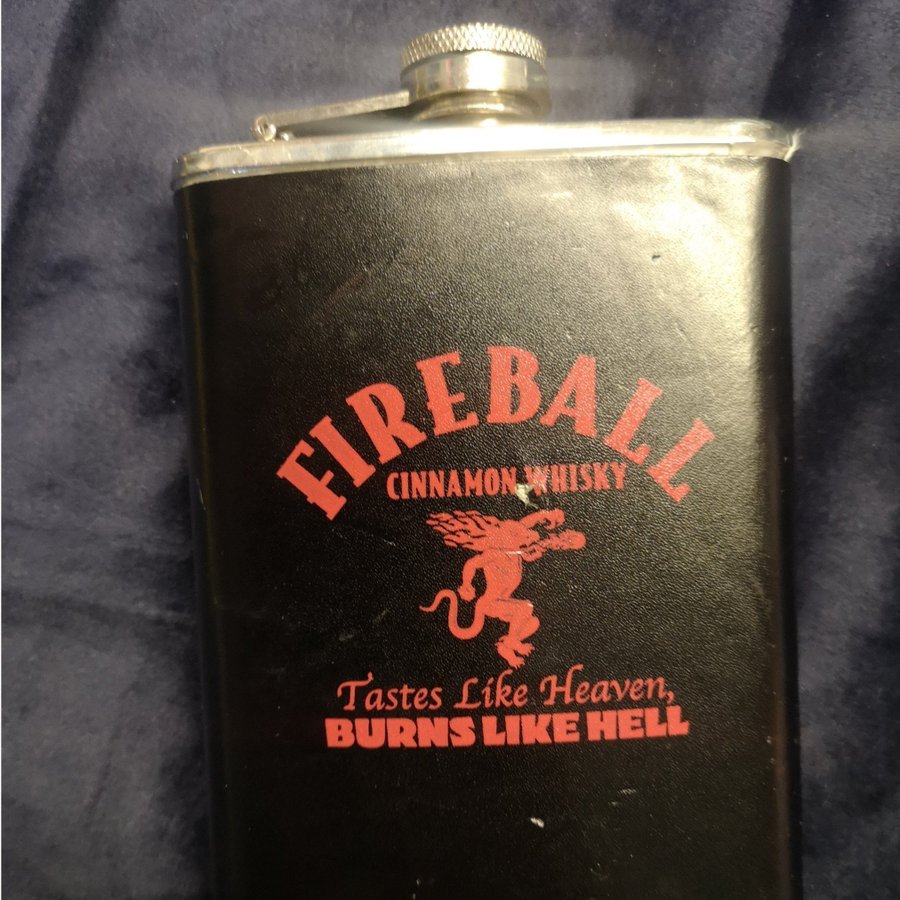 FIREBALL
CINNAMON WHISKY
Tastes Like Heaven,
BURNS LIKE HELL